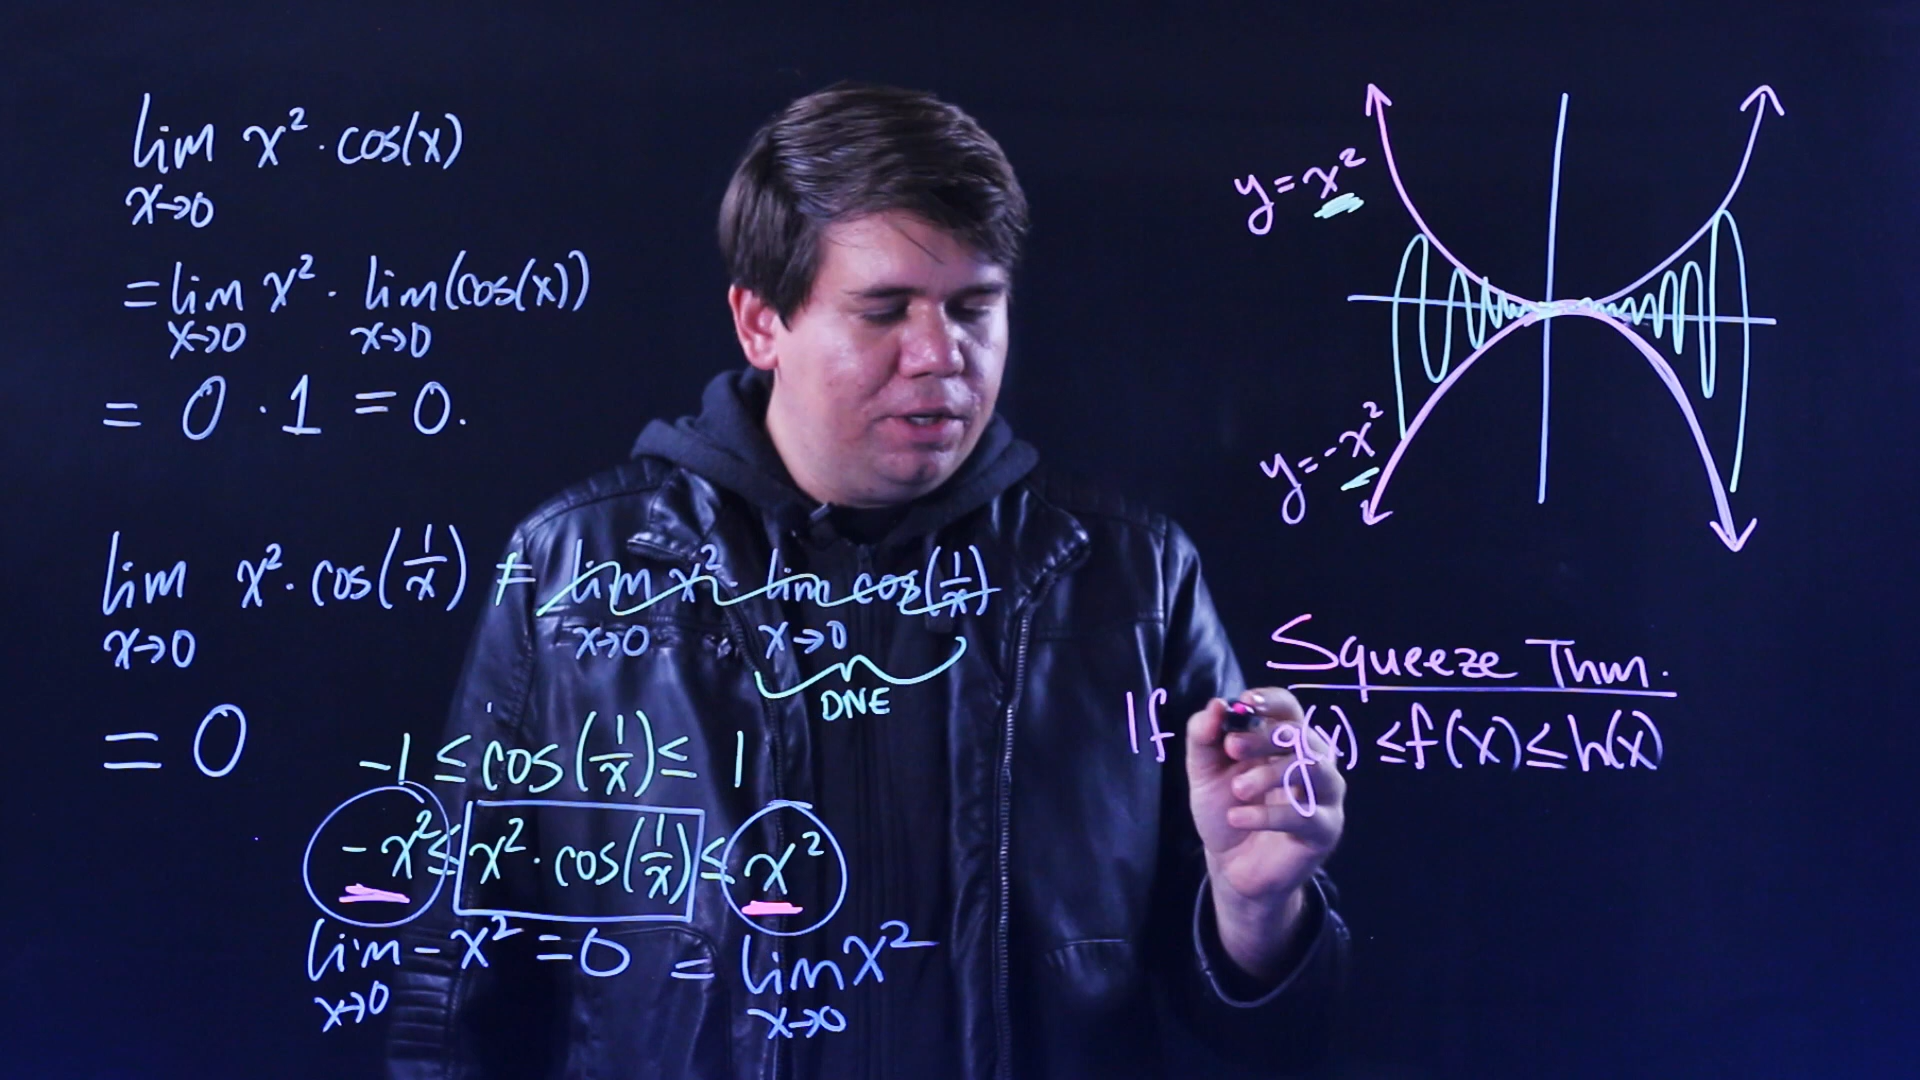 lim x² · cos(x)
x→0
= lim x² · lim (cos(x))
x→0 x→0
= 0 · 1 = 0.
lim x² · cos(1/x) ≠ lim x² · lim cos(1/x)
x→0 x→0 x→0
DNE
= 0
-1 ≤ cos(1/x) ≤ 1
-x² ≤ x² · cos(1/x) ≤ x²
lim -x² = 0 = lim x²
x→0 x→0
y = x²
y = -x²
Squeeze Thm.
If g(x) ≤ f(x) ≤ h(x)